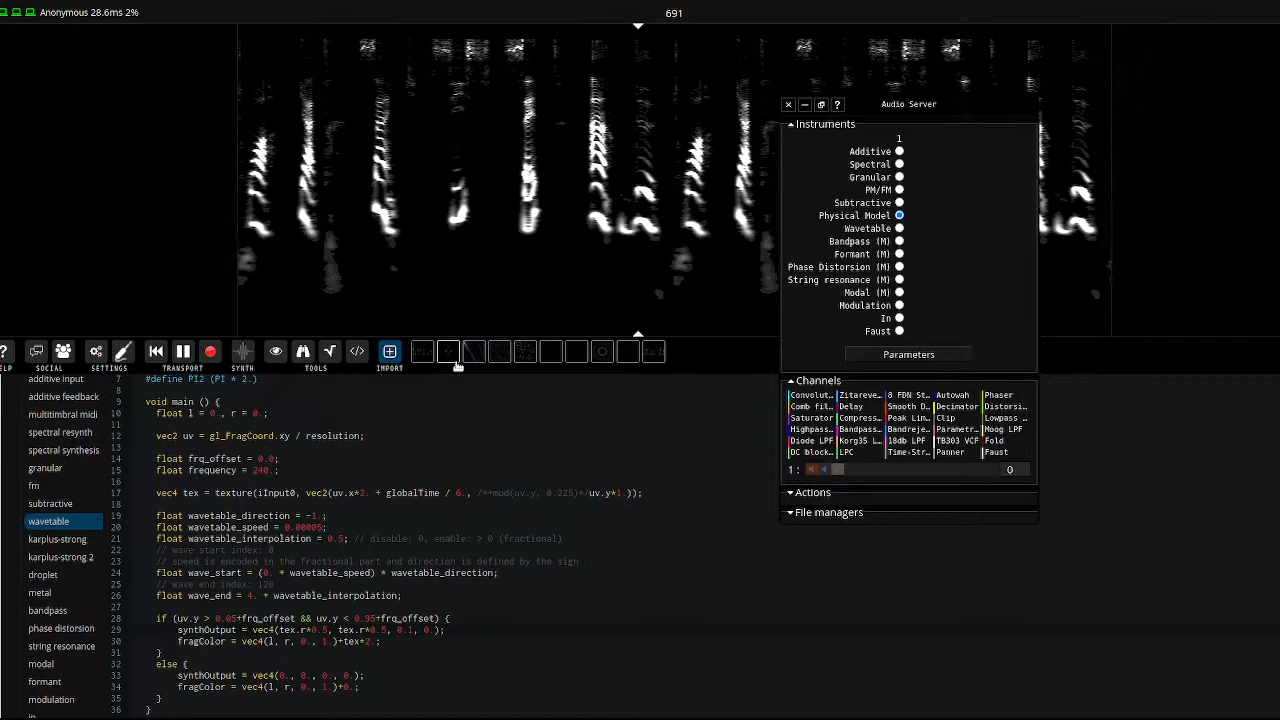 Anonymous 28.6ms 2%
691
Audio Server
Instruments
1
Additive
Spectral
Granular
PM/FM
Subtractive
Physical Model
Wavetable
Bandpass (M)
Formant (M)
Phase Distorsion (M)
String resonance (M)
Modal (M)
Modulation
In
Faust
Parameters
Channels
Convolut… Zitareve… 8 FDN St… Autowah Phaser
Comb fil… Delay Smooth D… Decimator Distorsi…
Saturator Compress… Peak Lim… Clip Lowpass …
Highpass… Bandpass… Bandreje… Parametr… Moog LPF
Diode LPF Korg35 L… 18db LPF TB303 VCF Fold
DC block… LPC Time-Str… Panner Faust
1: 0
Actions
File managers
ELP SOCIAL SETTINGS TRANSPORT SYNTH TOOLS IMPORT
additive input
additive feedback
multitimbral midi
spectral resynth
spectral synthesis
granular
fm
subtractive
wavetable
karplus-strong
karplus-strong 2
droplet
metal
bandpass
phase distorsion
string resonance
modal
formant
modulation
in
7 #define PI2 (PI * 2.)
8
9 void main () {
10 float l = 0., r = 0.;
11
12 vec2 uv = gl_FragCoord.xy / resolution;
13
14 float frq_offset = 0.0;
15 float frequency = 240.;
16
17 vec4 tex = texture(iInput0, vec2(uv.x*2. + globalTime / 6., /*+mod(uv.y, 0.225)*/uv.y*1.));
18
19 float wavetable_direction = -1.;
20 float wavetable_speed = 0.00005;
21 float wavetable_interpolation = 0.5; // disable: 0, enable: > 0 (fractional)
22 // wave start index: 0
23 // speed is encoded in the fractional part and direction is defined by the sign
24 float wave_start = (0. + wavetable_speed) * wavetable_direction;
25 // wave end index: 128
26 float wave_end = 4. + wavetable_interpolation;
27
28 if (uv.y > 0.05+frq_offset && uv.y < 0.95+frq_offset) {
29 synthOutput = vec4(tex.r*0.5, tex.r*0.5, 0.1, 0.);
30 fragColor = vec4(l, r, 0., 1.)+tex*2.;
31 }
32 else {
33 synthOutput = vec4(0., 0., 0., 0.);
34 fragColor = vec4(l, r, 0., 1.)+0.;
35 }
36 }